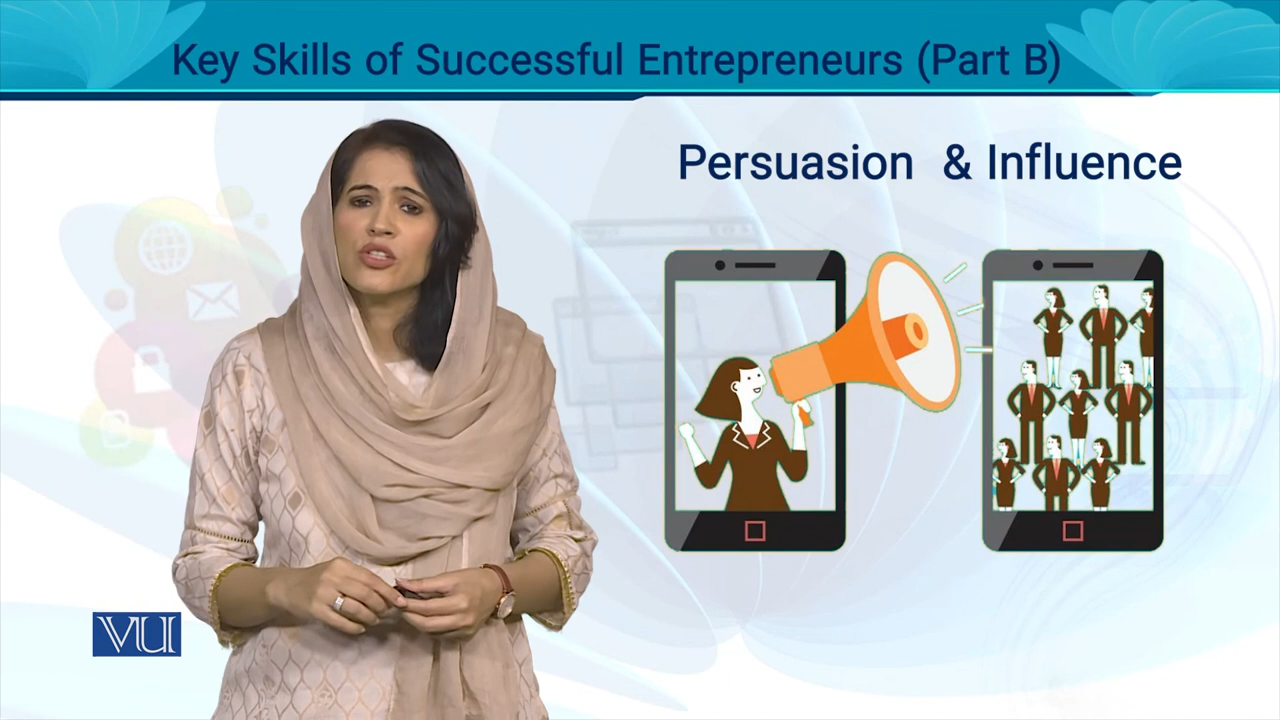 Key Skills of Successful Entrepreneurs (Part B)
Persuasion & Influence
VU